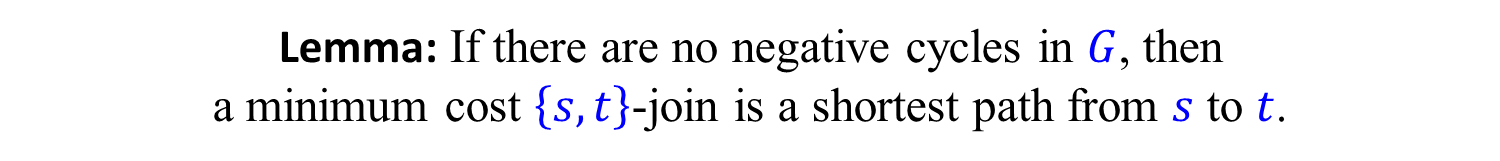 Lemma: If there are no negative cycles in G, then
a minimum cost {s, t}-join is a shortest path from s to t.